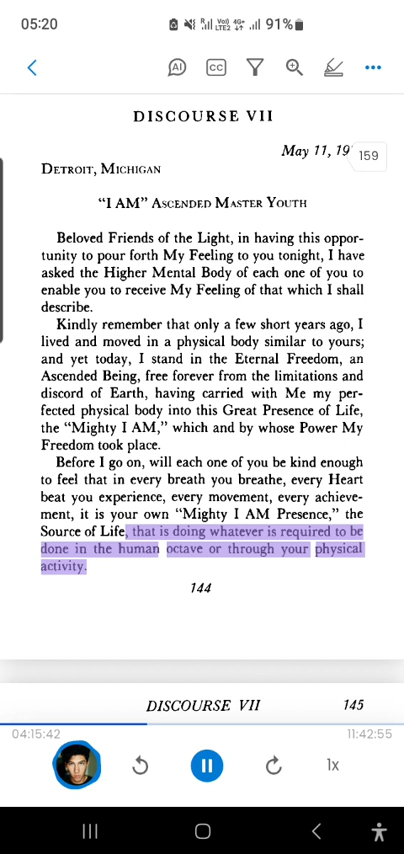 05:20
91%
AI
CC
DISCOURSE VII
May 11, 19
159
DETROIT, MICHIGAN
“I AM” ASCENDED MASTER YOUTH
Beloved Friends of the Light, in having this oppor-
tunity to pour forth My Feeling to you tonight, I have
asked the Higher Mental Body of each one of you to
enable you to receive My Feeling of that which I shall
describe.
Kindly remember that only a few short years ago, I
lived and moved in a physical body similar to yours;
and yet today, I stand in the Eternal Freedom, an
Ascended Being, free forever from the limitations and
discord of Earth, having carried with Me my per-
fected physical body into this Great Presence of Life,
the “Mighty I AM,” which and by whose Power My
Freedom took place.
Before I go on, will each one of you be kind enough
to feel that in every breath you breathe, every Heart
beat you experience, every movement, every achieve-
ment, it is your own “Mighty I AM Presence,” the
Source of Life, that is doing whatever is required to be
done in the human octave or through your physical
activity.
144
DISCOURSE VII 145
04:15:42 11:42:55
1x